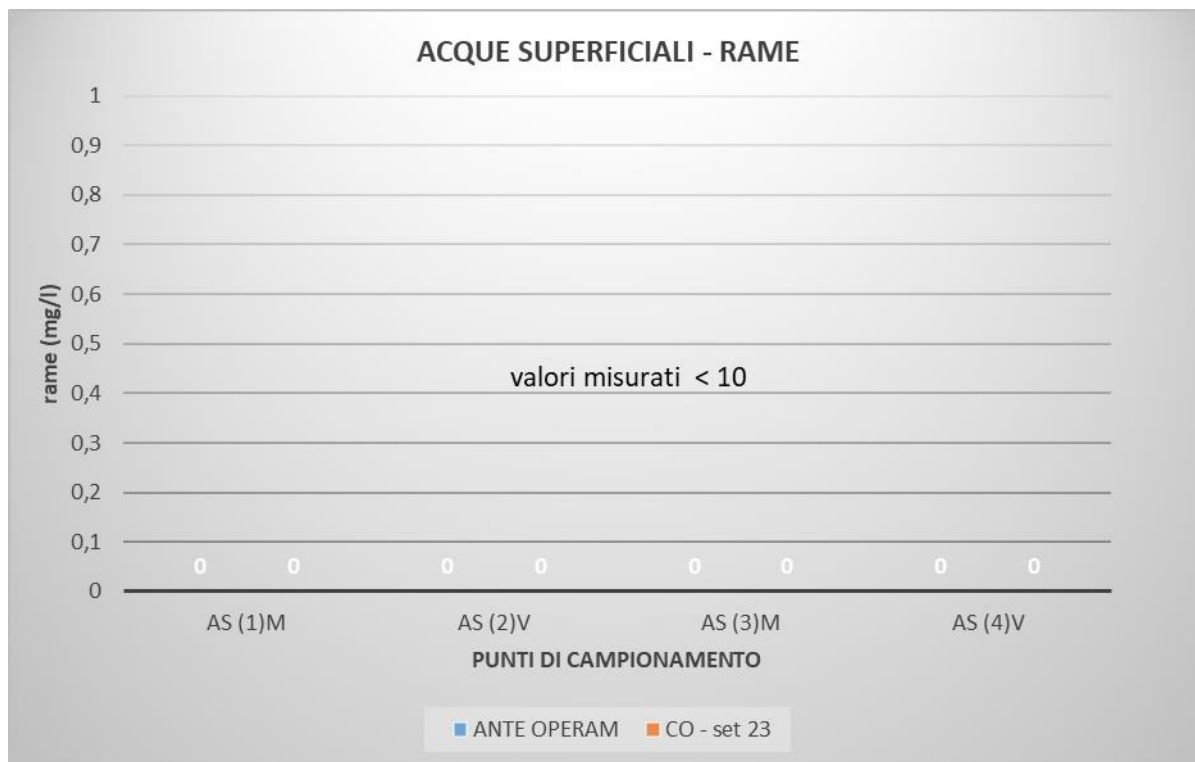 ACQUE SUPERFICIALI - RAME
1
0,9
0,8
0,7
0,6
0,5
0,4
0,3
0,2
0,1
0
rame (mg/l)
valori misurati < 10
0 0 0 0 0 0 0 0
AS (1)M AS (2)V AS (3)M AS (4)V
PUNTI DI CAMPIONAMENTO
ANTE OPERAM CO - set 23